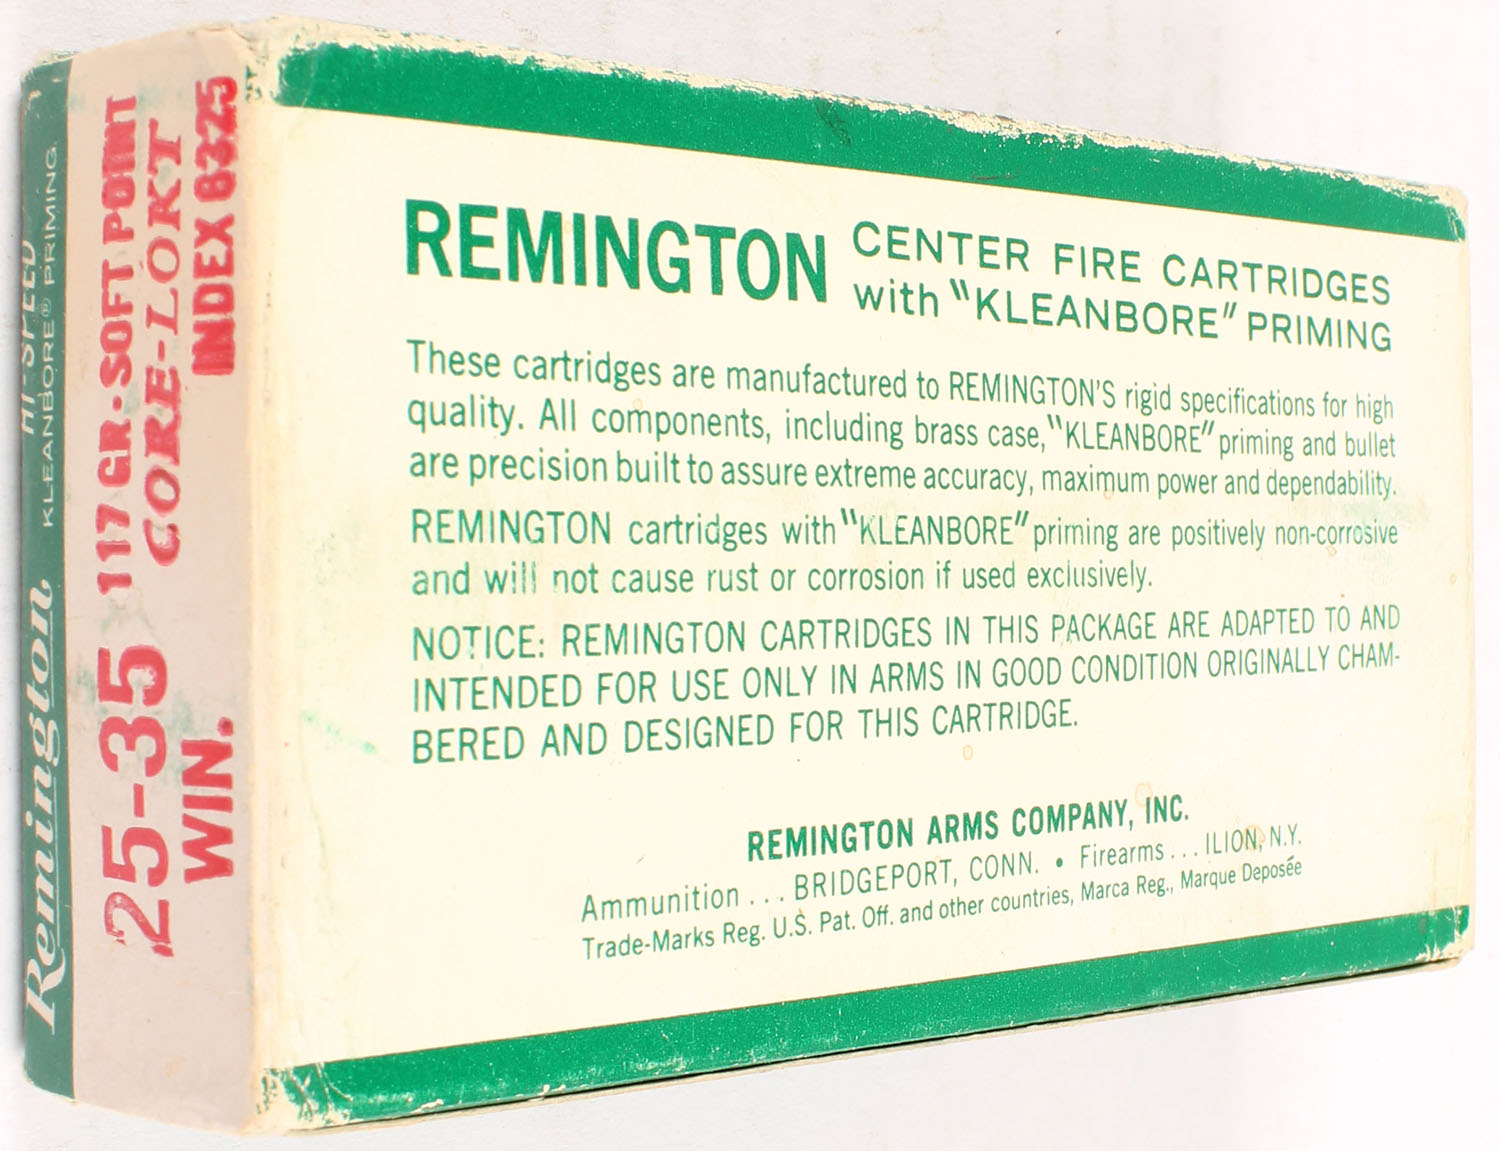 Remington HI-SPEED
KLEANBORE® PRIMING.
25-35 117 GR.-SOFT POINT
CORE-LOKT
WIN. INDEX 6325
REMINGTON CENTER FIRE CARTRIDGES
with "KLEANBORE" PRIMING
These cartridges are manufactured to REMINGTON'S rigid specifications for high
quality. All components, including brass case, "KLEANBORE" priming and bullet
are precision built to assure extreme accuracy, maximum power and dependability.
REMINGTON cartridges with "KLEANBORE" priming are positively non-corrosive
and will not cause rust or corrosion if used exclusively.
NOTICE: REMINGTON CARTRIDGES IN THIS PACKAGE ARE ADAPTED TO AND
INTENDED FOR USE ONLY IN ARMS IN GOOD CONDITION ORIGINALLY CHAM-
BERED AND DESIGNED FOR THIS CARTRIDGE.
REMINGTON ARMS COMPANY, INC.
Ammunition . . . BRIDGEPORT, CONN. • Firearms . . . ILION, N.Y.
Trade-Marks Reg. U.S. Pat. Off. and other countries, Marca Reg., Marque Deposée